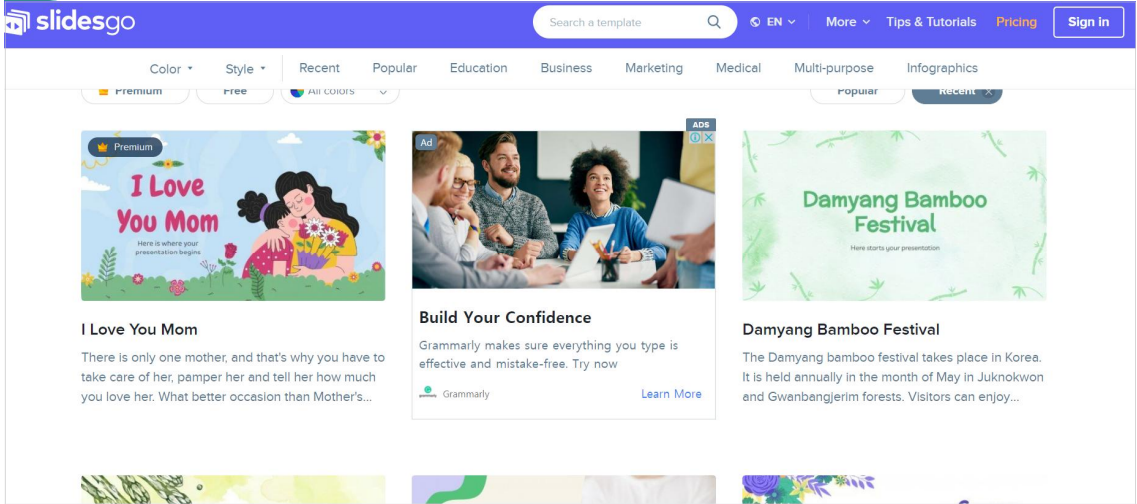 slidesgo
Search a template
EN
More
Tips & Tutorials
Pricing
Sign in
Color
Style
Recent
Popular
Education
Business
Marketing
Medical
Multi-purpose
Infographics
Premium
Free
All colors
Popular
Recent
Premium
I Love
You Mom
Here is where your
presentation begins
I Love You Mom
There is only one mother, and that's why you have to
take care of her, pamper her and tell her how much
you love her. What better occasion than Mother's...
ADS
Ad
Build Your Confidence
Grammarly makes sure everything you type is
effective and mistake-free. Try now
Grammarly
Learn More
Damyang Bamboo
Festival
Here starts your presentation
Damyang Bamboo Festival
The Damyang bamboo festival takes place in Korea.
It is held annually in the month of May in Juknokwon
and Gwanbangjerim forests. Visitors can enjoy...